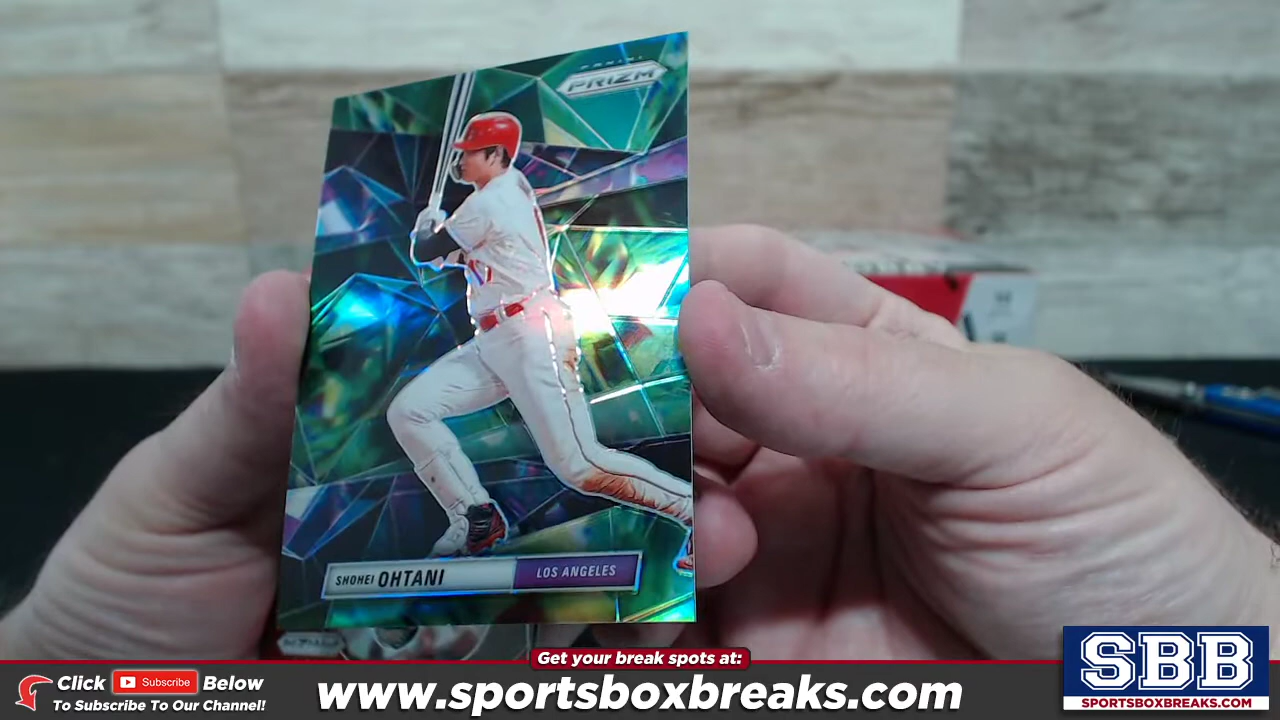 PANINI
PRIZM
SHOHEI OHTANI
LOS ANGELES
Get your break spots at:
Click Subscribe Below
To Subscribe To Our Channel!
www.sportsboxbreaks.com
SBB
SPORTSBOXBREAKS.COM